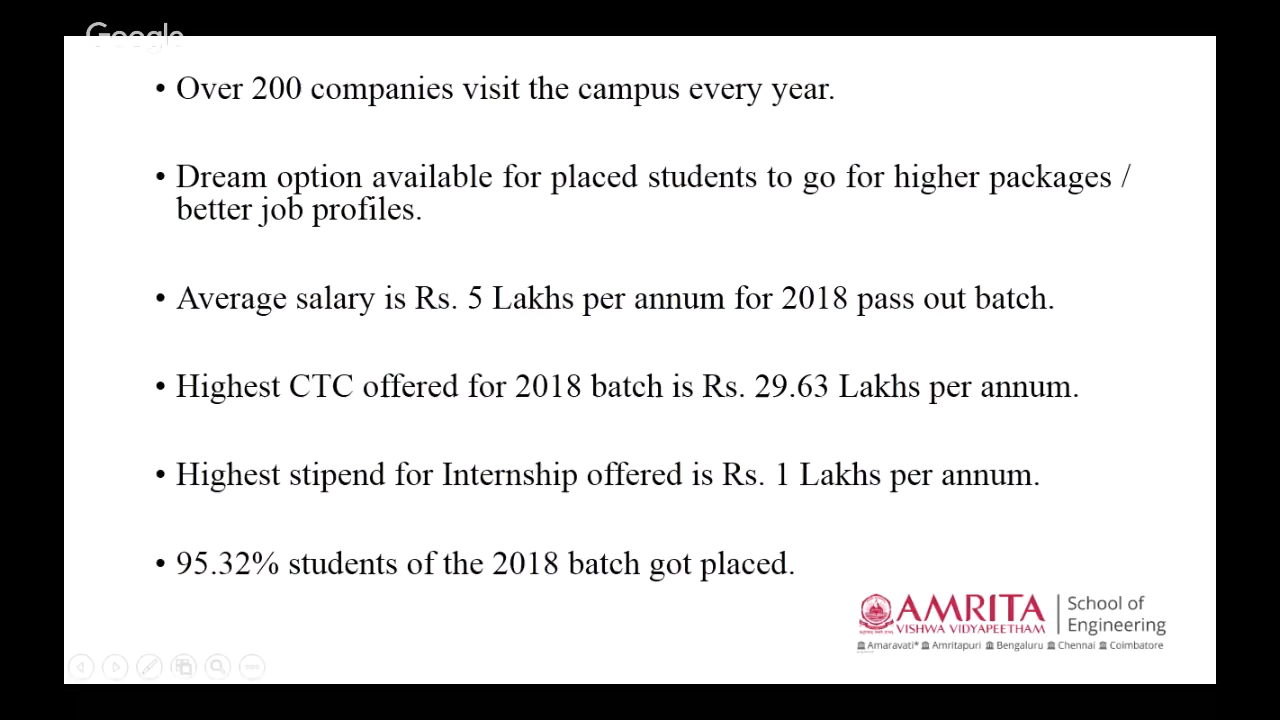 Google
• Over 200 companies visit the campus every year.
• Dream option available for placed students to go for higher packages /
better job profiles.
• Average salary is Rs. 5 Lakhs per annum for 2018 pass out batch.
• Highest CTC offered for 2018 batch is Rs. 29.63 Lakhs per annum.
• Highest stipend for Internship offered is Rs. 1 Lakhs per annum.
• 95.32% students of the 2018 batch got placed.
AMRITA
VISHWA VIDYAPEETHAM
School of
Engineering
Amaravati* Amritapuri Bengaluru Chennai Coimbatore